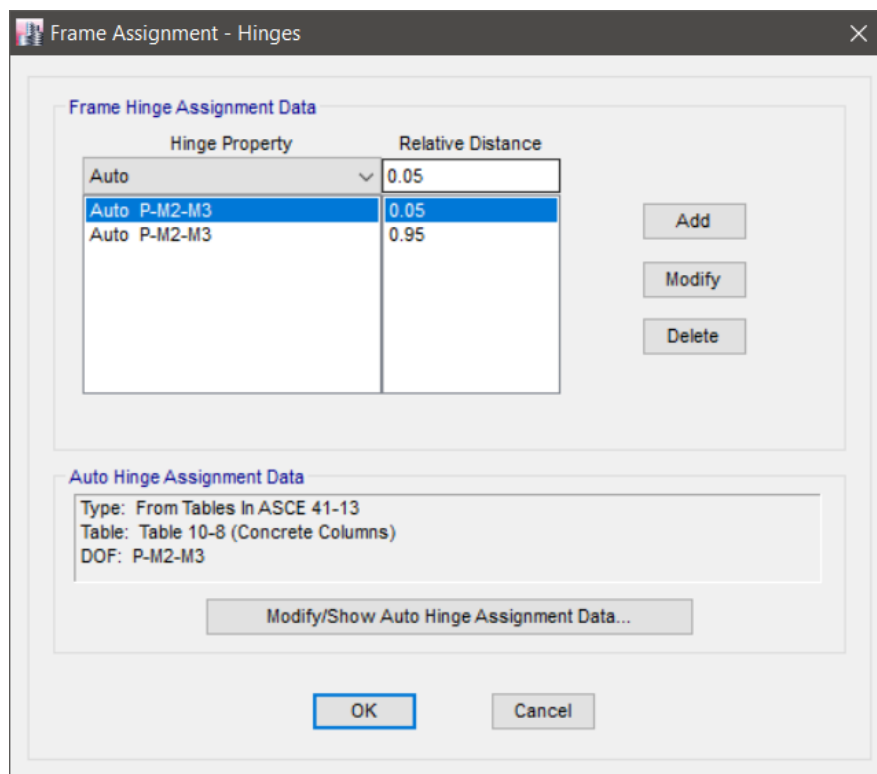 Frame Assignment - Hinges
Frame Hinge Assignment Data
Hinge Property Relative Distance
Auto 0.05
Auto P-M2-M3 0.05
Auto P-M2-M3 0.95
Add
Modify
Delete
Auto Hinge Assignment Data
Type: From Tables In ASCE 41-13
Table: Table 10-8 (Concrete Columns)
DOF: P-M2-M3
Modify/Show Auto Hinge Assignment Data...
OK Cancel